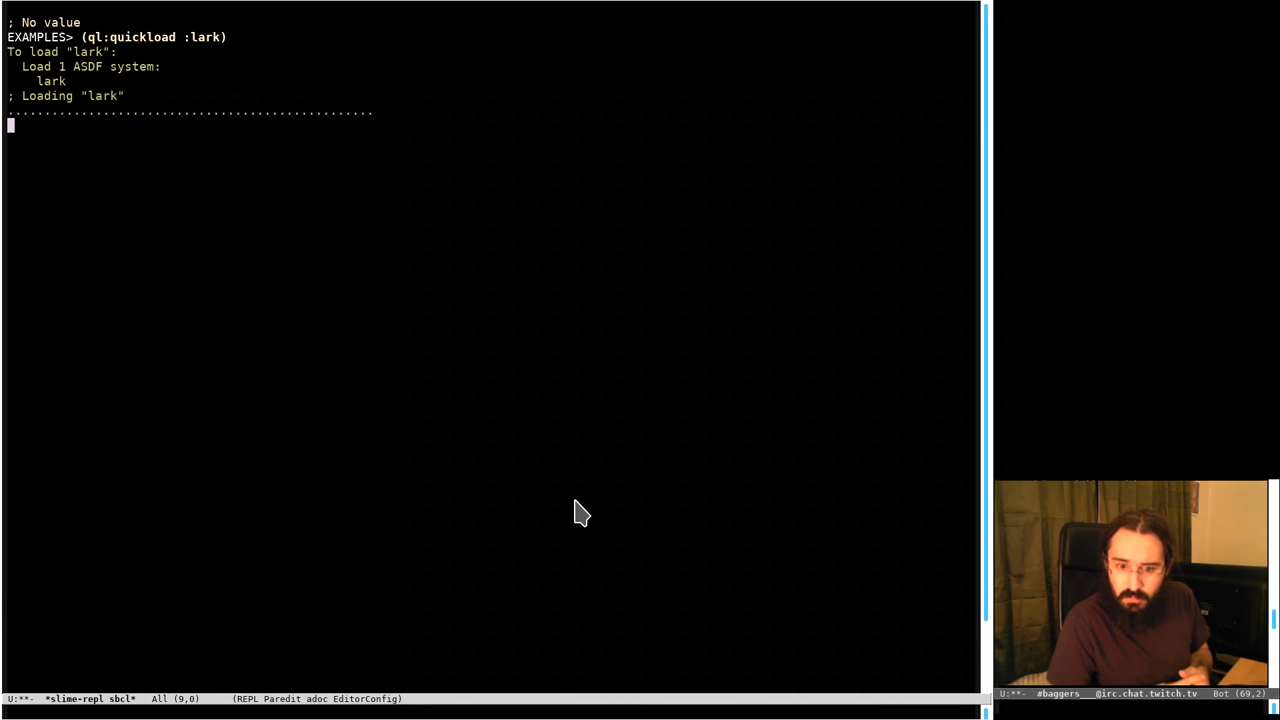 ; No value
EXAMPLES> (ql:quickload :lark)
To load "lark":
  Load 1 ASDF system:
    lark
; Loading "lark"
..................................................
U:**-  *slime-repl sbcl*   All (9,0)      (REPL Paredit adoc EditorConfig)
U:**-  #baggers___@irc.chat.twitch.tv   Bot (69,2)